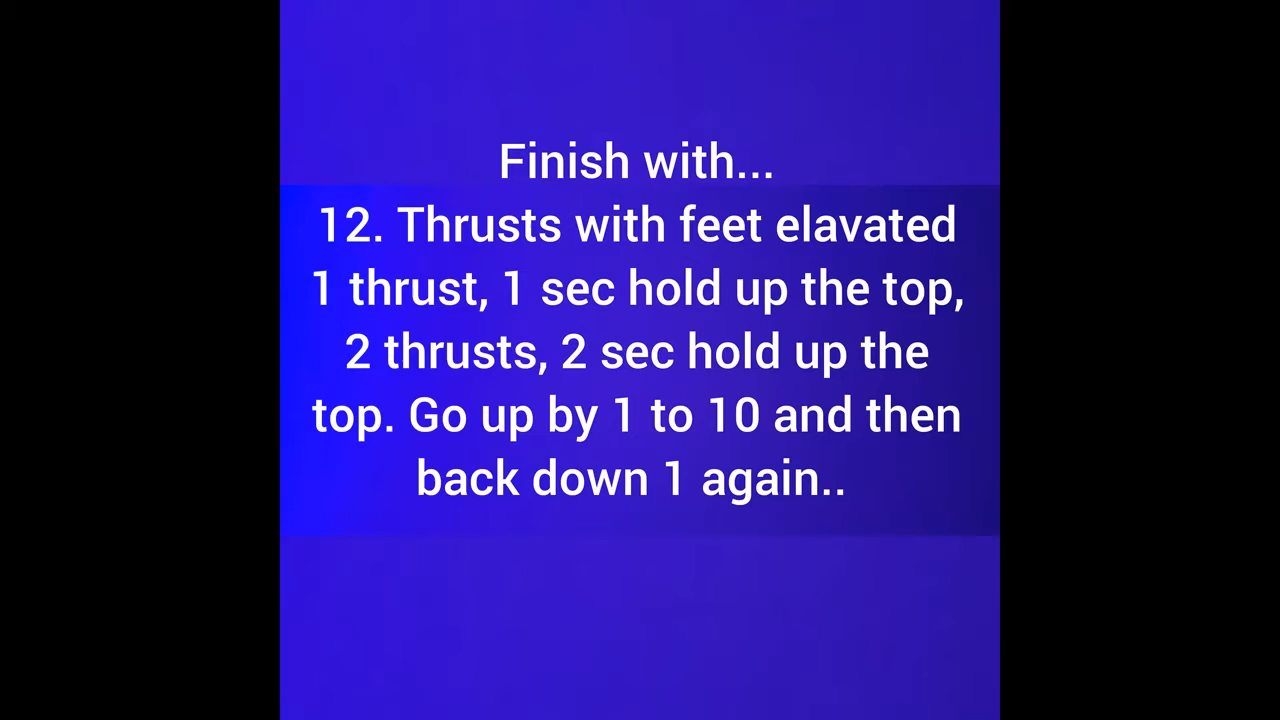 Finish with...
12. Thrusts with feet elavated
1 thrust, 1 sec hold up the top,
2 thrusts, 2 sec hold up the
top. Go up by 1 to 10 and then
back down 1 again..